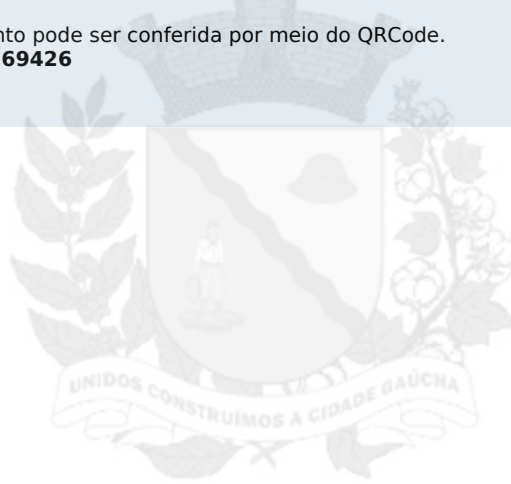 nto pode ser conferida por meio do QRCode.
69426
UNIDOS CONSTRUÍMOS A CIDADE GAÚCHA